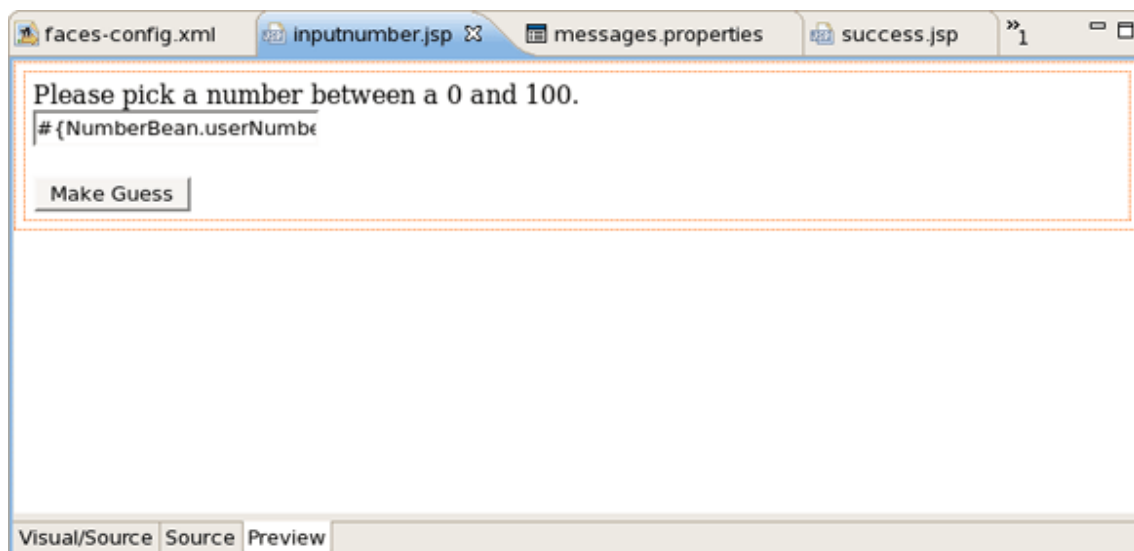 faces-config.xml inputnumber.jsp messages.properties success.jsp »1
Please pick a number between a 0 and 100.
#{NumberBean.userNumbe
Make Guess
Visual/Source Source Preview